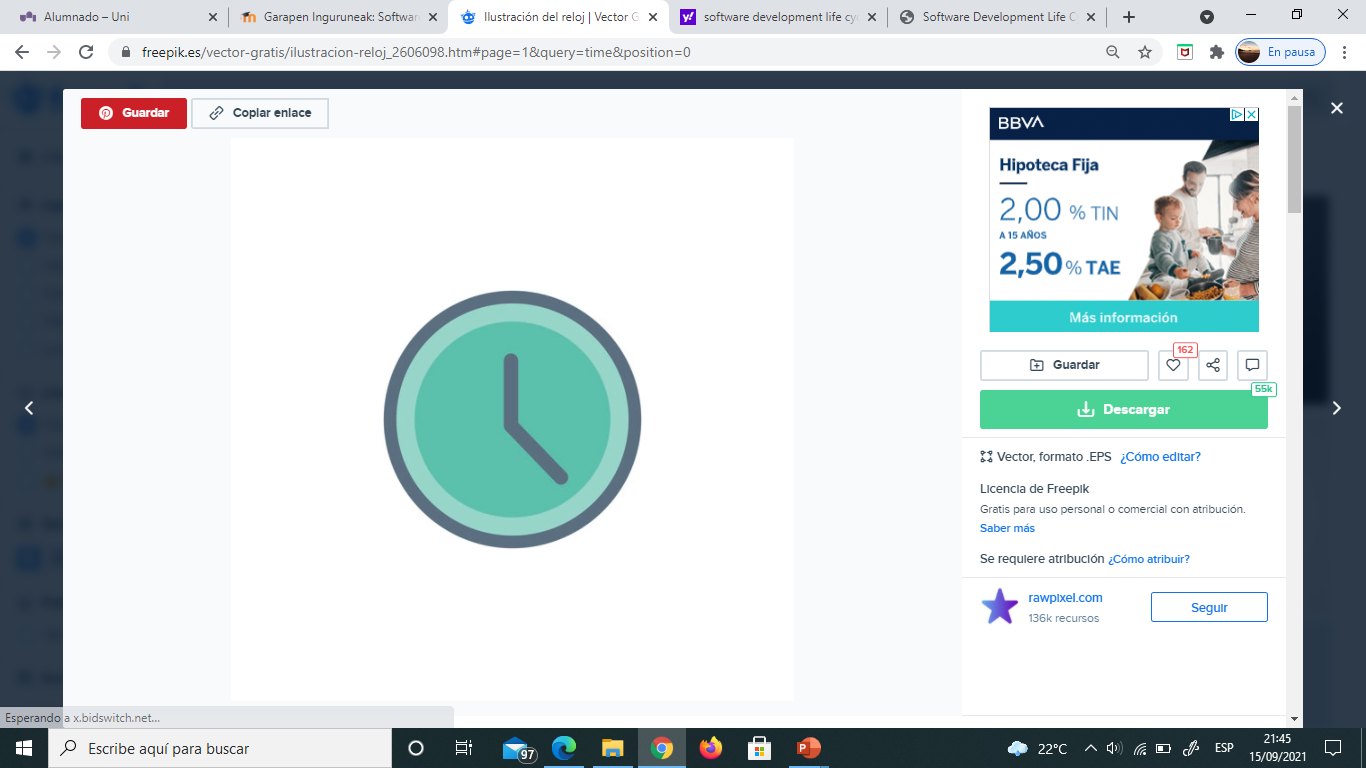 Alumnado – Uni
Garapen Inguruneak: Softwar
Ilustración del reloj | Vector G
software development life cyc
Software Development Life C
freepik.es/vector-gratis/ilustracion-reloj_2606098.htm#page=1&query=time&position=0
En pausa
Guardar
Copiar enlace
BBVA
Hipoteca Fija
2,00 % TIN
A 15 AÑOS
2,50 % TAE
Más información
Guardar
162
55k
Descargar
Vector, formato .EPS ¿Cómo editar?
Licencia de Freepik
Gratis para uso personal o comercial con atribución.
Saber más
Se requiere atribución ¿Cómo atribuir?
rawpixel.com
136k recursos
Seguir
Esperando a x.bidswitch.net...
Escribe aquí para buscar
97
22°C
ESP
21:45
15/09/2021